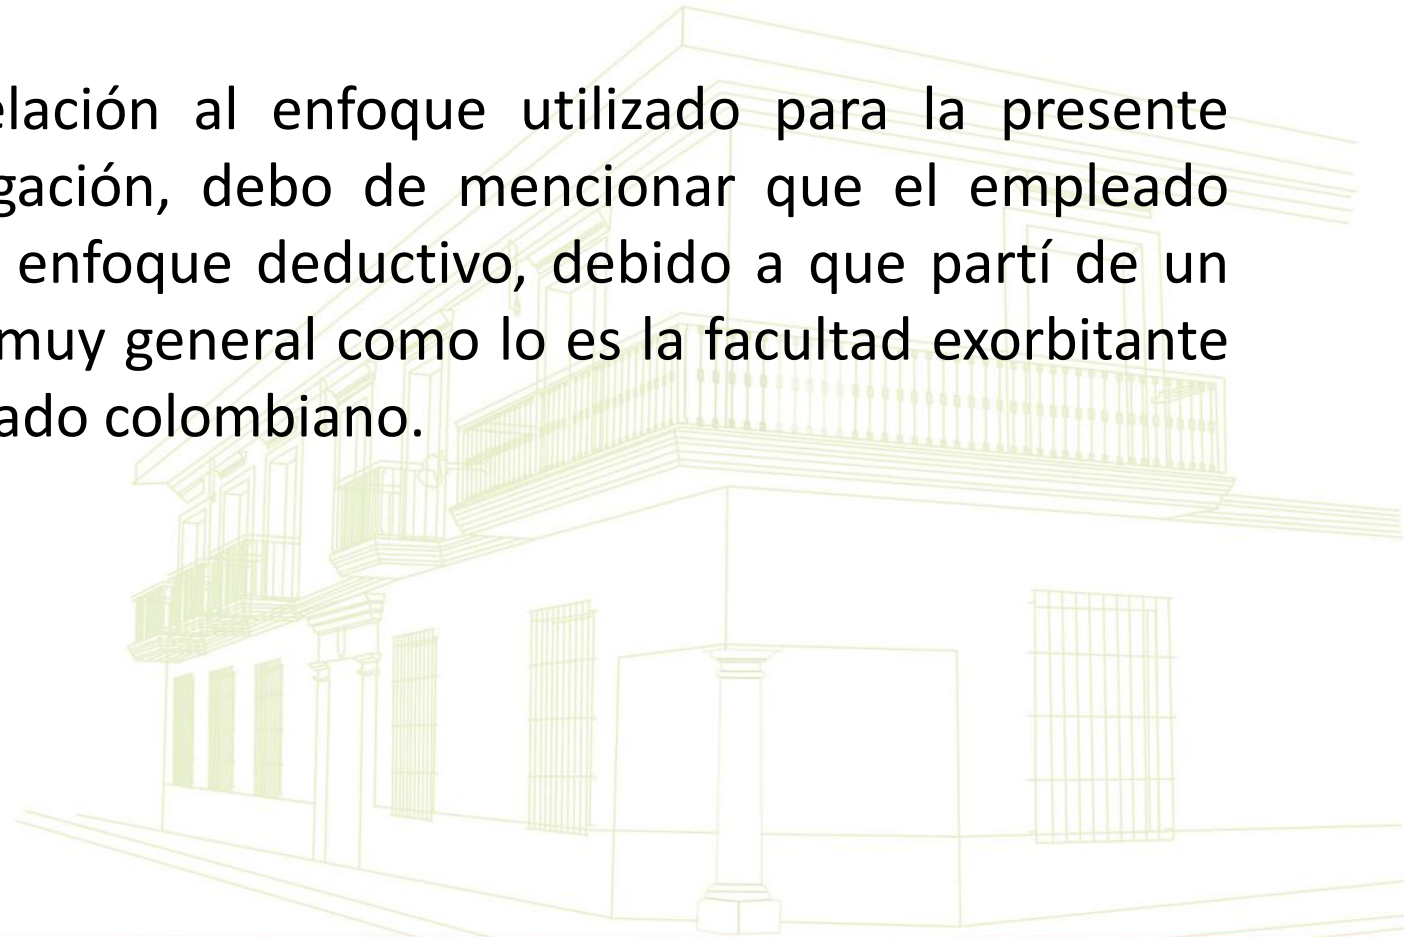 elación al enfoque utilizado para la presente
gación, debo de mencionar que el empleado
enfoque deductivo, debido a que partí de un
muy general como lo es la facultad exorbitante
ado colombiano.